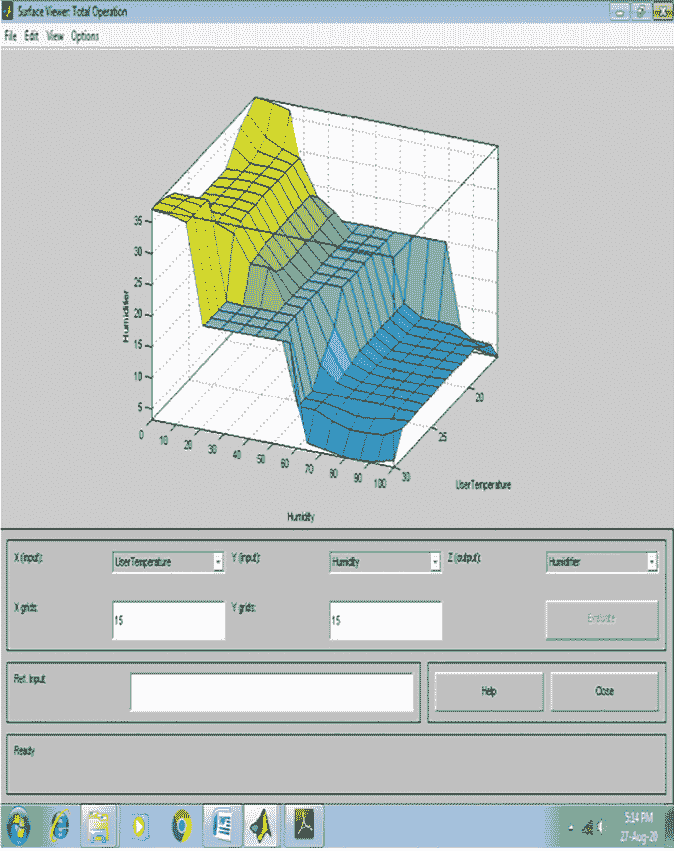 Surface Viewer: Total Operation
File Edit View Options
35
30
25
20
15
10
5
Humidifier
0 10 20 30 40 50 60 70 80 90 100
30
25
20
UserTemperature
Humidity
X (input): UserTemperature Y (input): Humidity Z (output): Humidifier
X grids: 15 Y grids: 15 Evaluate
Ref. Input: Help Close
Ready
5:14 PM
27-Aug-20